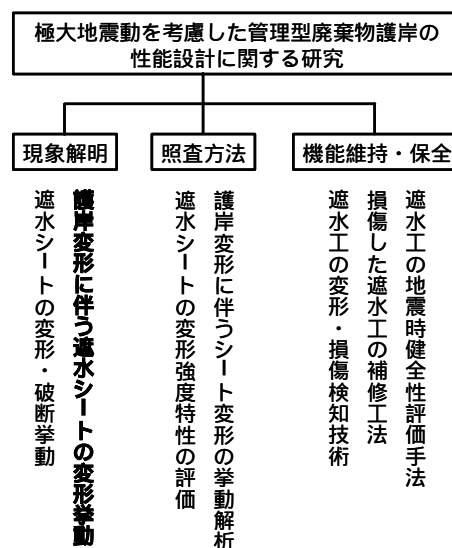 極大地震動を考慮した管理型廃棄物護岸の
性能設計に関する研究
現象解明
護岸変形に伴う遮水シートの変形挙動
遮水シートの変形・破断挙動
照査方法
護岸変形に伴うシート変形の挙動解析
遮水シートの変形強度特性の評価
機能維持・保全
遮水工の地震時健全性評価手法
損傷した遮水工の補修工法
遮水工の変形・損傷検知技術